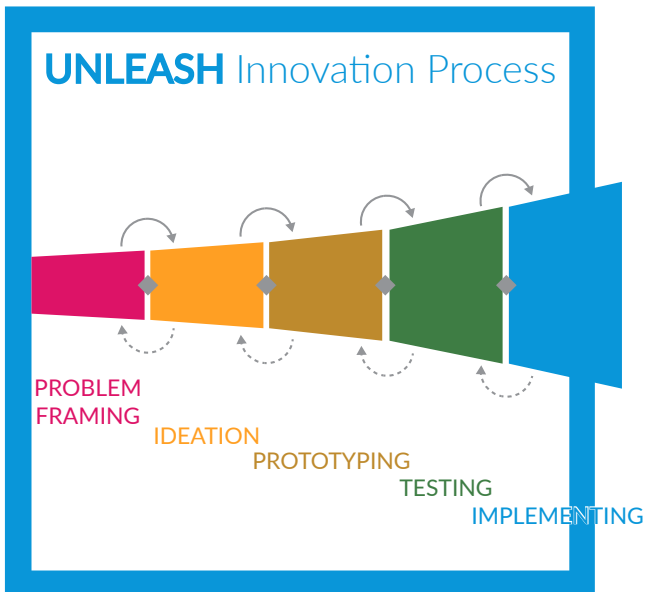 UNLEASH Innovation Process
PROBLEM
FRAMING
IDEATION
PROTOTYPING
TESTING
IMPLEMENTING